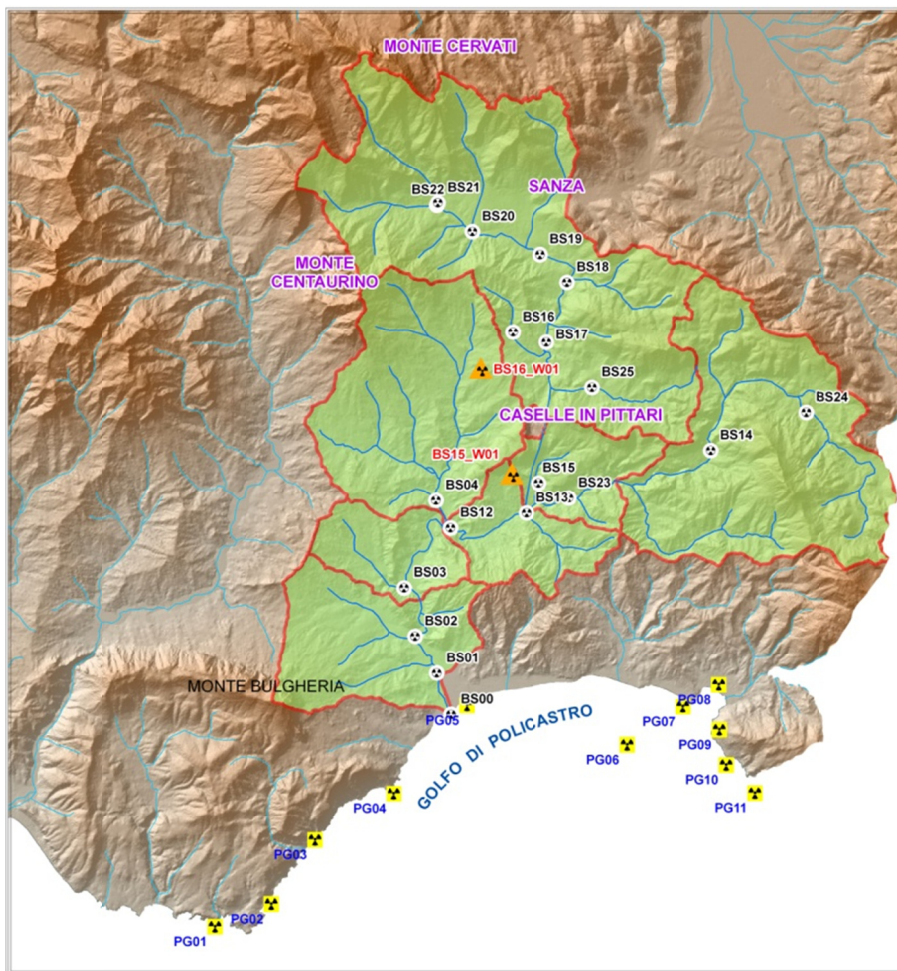 MONTE CERVATI
BS22
BS21
SANZA
BS20
BS19
MONTE
CENTAURINO
BS18
BS16
BS17
BS16_W01
BS25
BS24
CASELLE IN PITTARI
BS14
BS15_W01
BS15
BS04
BS23
BS13
BS12
BS03
BS02
BS01
MONTE BULGHERIA
PG08
BS00
PG05
PG07
GOLFO DI POLICASTRO
PG09
PG06
PG10
PG04
PG11
PG03
PG02
PG01